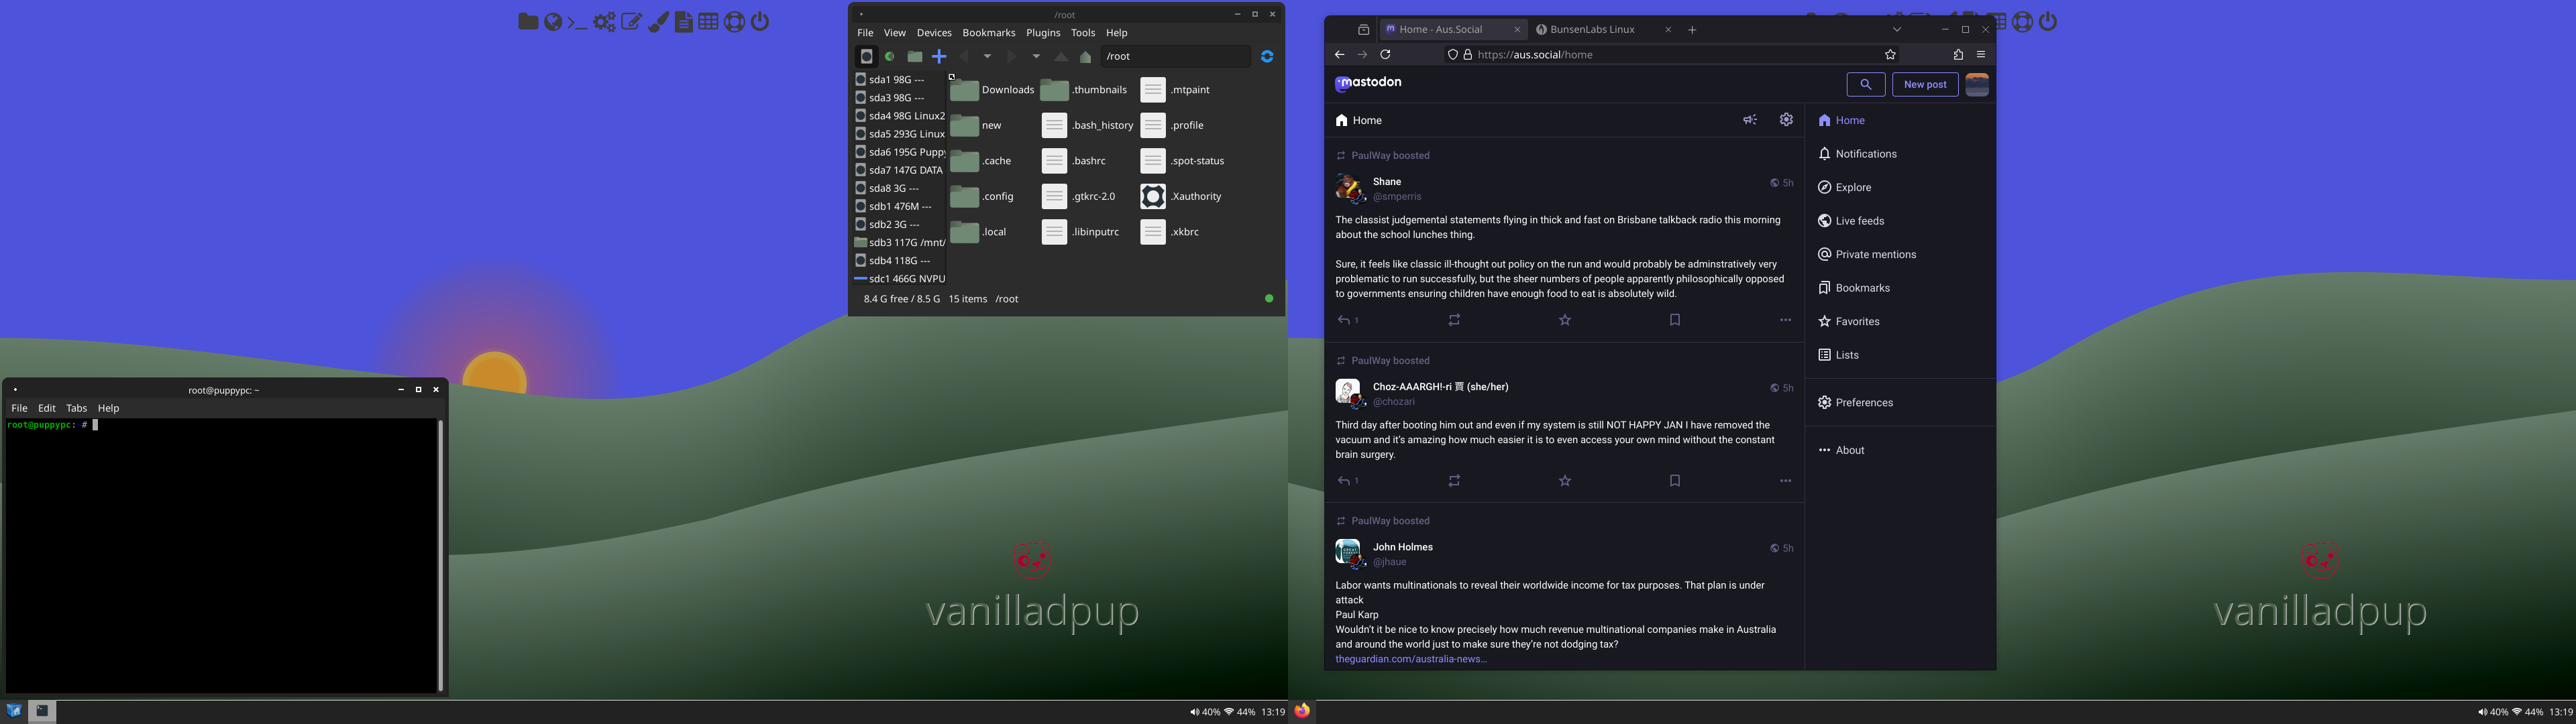 /root
File View Devices Bookmarks Plugins Tools Help
/root
sda1 98G ---
sda3 98G ---
sda4 98G Linux2
sda5 293G Linux
sda6 195G Puppy
sda7 147G DATA
sda8 3G ---
sdb1 476M ---
sdb2 3G ---
sdb3 117G /mnt/
sdb4 118G ---
sdc1 466G NVPU
Downloads .thumbnails .mtpaint
new .bash_history .profile
.cache .bashrc .spot-status
.config .gtkrc-2.0 .Xauthority
.local .libinputrc .xkbrc
8.4 G free / 8.5 G 15 items /root
root@puppypc: ~
File Edit Tabs Help
root@puppypc: #
vanilladpup
40% 44% 13:19
Home - Aus.Social BunsenLabs Linux
https://aus.social/home
mastodon
New post
Home
PaulWay boosted
Shane 5h
@smperris
The classist judgemental statements flying in thick and fast on Brisbane talkback radio this morning
about the school lunches thing.
Sure, it feels like classic ill-thought out policy on the run and would probably be adminstratively very
problematic to run successfully, but the sheer numbers of people apparently philosophically opposed
to governments ensuring children have enough food to eat is absolutely wild.
1
PaulWay boosted
Choz-AAARGH!-ri 賈 (she/her) 5h
@chozari
Third day after booting him out and even if my system is still NOT HAPPY JAN I have removed the
vacuum and it's amazing how much easier it is to even access your own mind without the constant
brain surgery.
1
PaulWay boosted
John Holmes 5h
@jhaue
Labor wants multinationals to reveal their worldwide income for tax purposes. That plan is under
attack
Paul Karp
Wouldn't it be nice to know precisely how much revenue multinational companies make in Australia
and around the world just to make sure they're not dodging tax?
theguardian.com/australia-news…
Home
Notifications
Explore
Live feeds
Private mentions
Bookmarks
Favorites
Lists
Preferences
About
vanilladpup
40% 44% 13:19